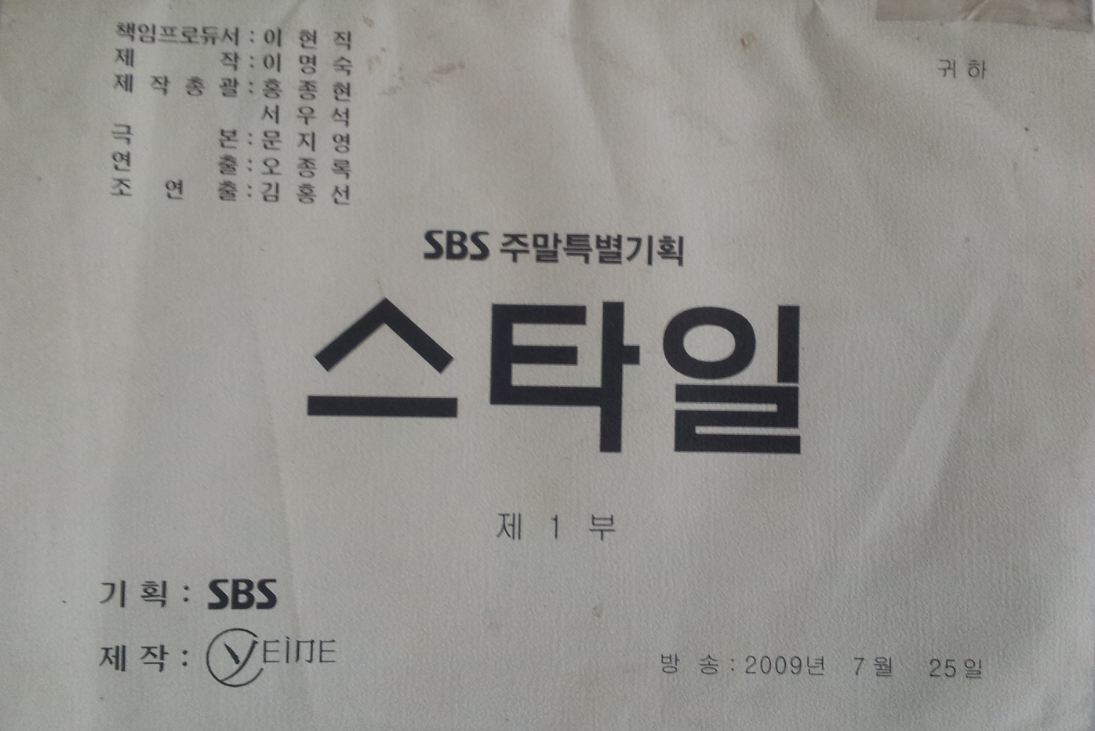 책임프로듀서 : 이현직
제작 : 이명숙
귀하
제작총괄 : 홍종현
서우석
극본 : 문지영
연출 : 오종록
조연출 : 김홍선
SBS 주말특별기획
스타일
제 1 부
기획 : SBS
제작 : YEINE
방송 : 2009년 7월 25일